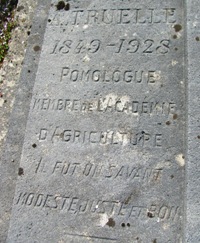 A. TRUELLE
1849-1928
POMOLOGUE
MEMBRE DE L'ACADEMIE
D'AGRICULTURE
IL FUT UN SAVANT
MODESTE, JUSTE ET BON